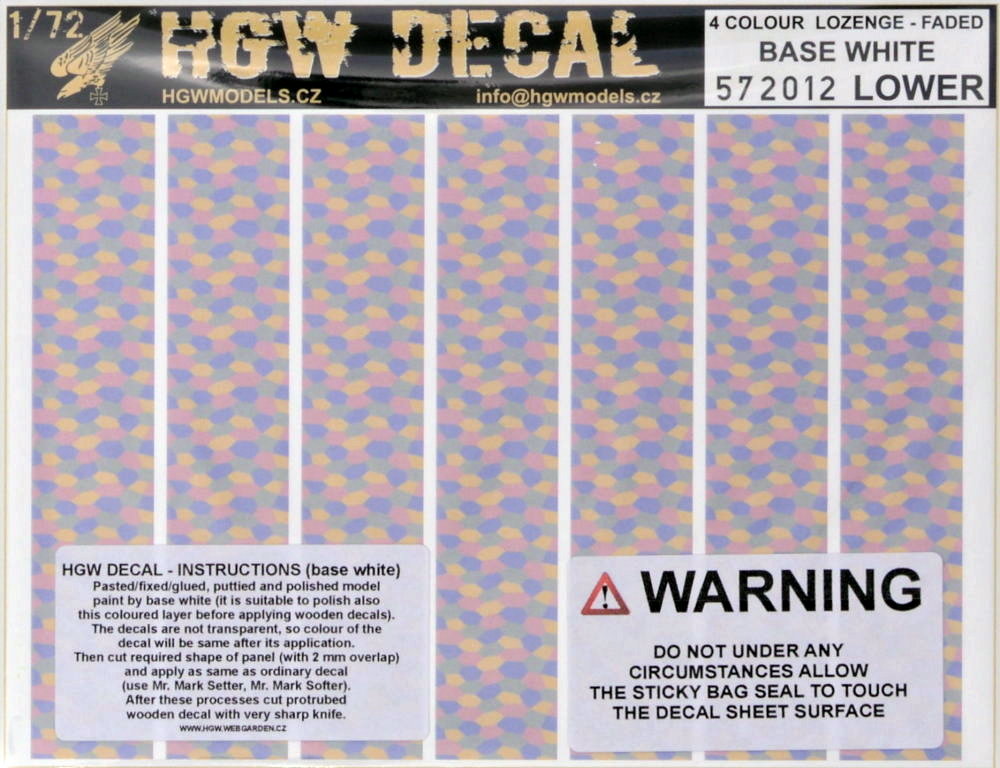 1/72
HGW DECAL
HGWMODELS.CZ
info@hgwmodels.cz
4 COLOUR LOZENGE - FADED
BASE WHITE
572012 LOWER
HGW DECAL - INSTRUCTIONS (base white)
Pasted/fixed/glued, puttied and polished model
paint by base white (it is suitable to polish also
this coloured layer before applying wooden decals).
The decals are not transparent, so colour of the
decal will be same after its application.
Then cut required shape of panel (with 2 mm overlap)
and apply as same as ordinary decal
(use Mr. Mark Setter, Mr. Mark Softer).
After these processes cut protrubed
wooden decal with very sharp knife.
WWW.HGW.WEBGARDEN.CZ
WARNING
DO NOT UNDER ANY
CIRCUMSTANCES ALLOW
THE STICKY BAG SEAL TO TOUCH
THE DECAL SHEET SURFACE